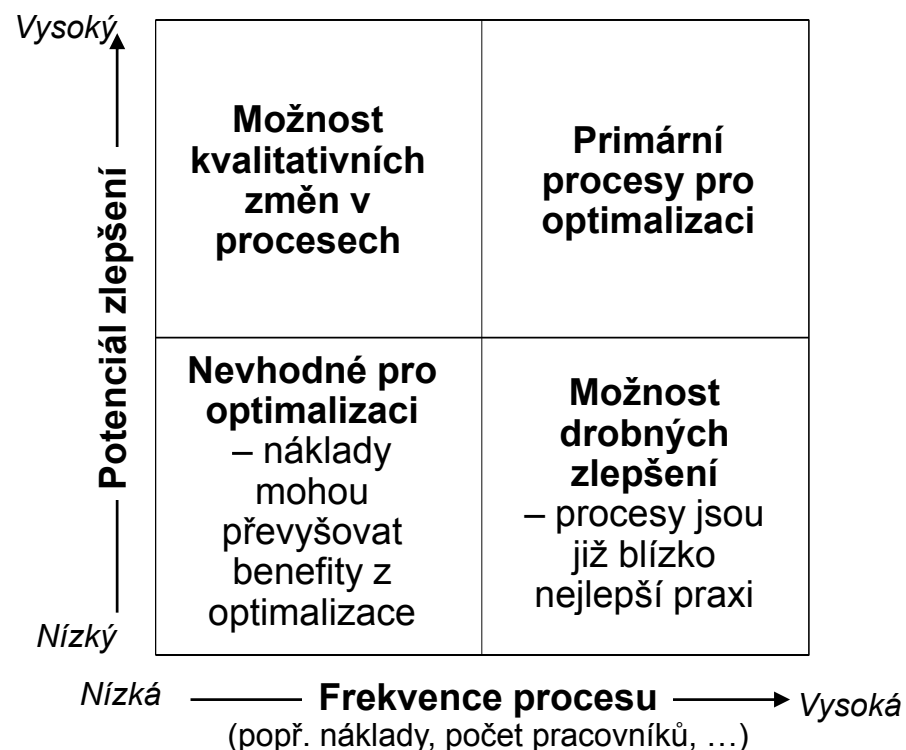 Vysoký
Potenciál zlepšení
Nízký
Možnost
kvalitativních
změn v
procesech
Primární
procesy pro
optimalizaci
Nevhodné pro
optimalizaci
– náklady
mohou
převyšovat
benefity z
optimalizace
Možnost
drobných
zlepšení
– procesy jsou
již blízko
nejlepší praxi
Nízká
Frekvence procesu
Vysoká
(popř. náklady, počet pracovníků, …)